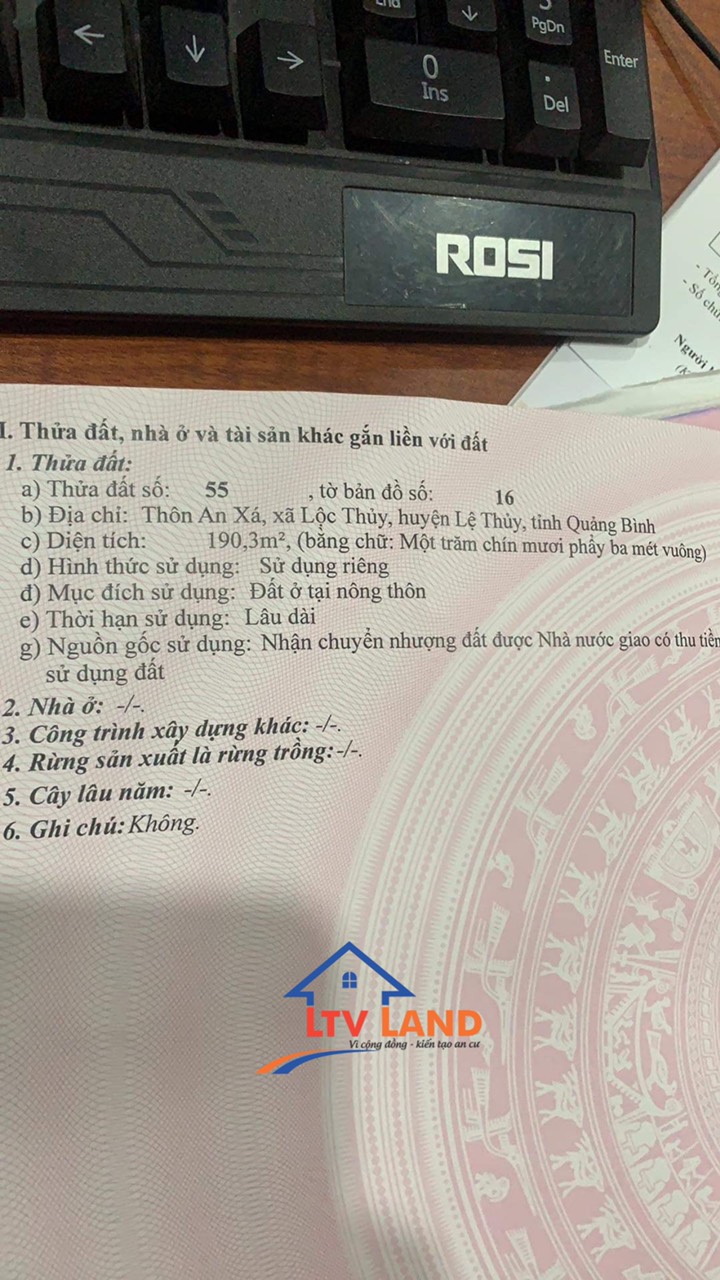 PgDn
Enter
0
Ins
.
Del
ROSI
- Số chứ
Người
I. Thửa đất, nhà ở và tài sản khác gắn liền với đất
1. Thửa đất:
a) Thửa đất số: 55 , tờ bản đồ số: 16
b) Địa chỉ: Thôn An Xá, xã Lộc Thủy, huyện Lệ Thủy, tỉnh Quảng Bình
c) Diện tích: 190,3m², (bằng chữ: Một trăm chín mươi phẩy ba mét vuông)
d) Hình thức sử dụng: Sử dụng riêng
đ) Mục đích sử dụng: Đất ở tại nông thôn
e) Thời hạn sử dụng: Lâu dài
g) Nguồn gốc sử dụng: Nhận chuyển nhượng đất được Nhà nước giao có thu tiền
sử dụng đất
2. Nhà ở: -/-.
3. Công trình xây dựng khác: -/-.
4. Rừng sản xuất là rừng trồng: -/-.
5. Cây lâu năm: -/-.
6. Ghi chú: Không.
LTV LAND
Vì cộng đồng - kiến tạo an cư